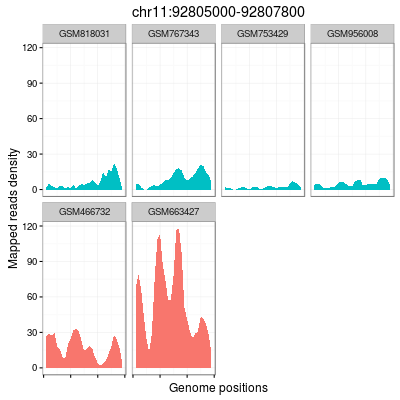 chr11:92805000-92807800
GSM818031 GSM767343 GSM753429 GSM956008
120
60
30
0
GSM466732 GSM663427
120
90
60
30
0
Mapped reads density
Genome positions